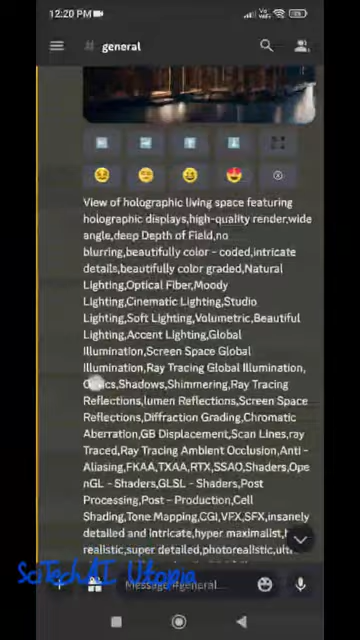 12:20 PM
# general
View of holographic living space featuring
holographic displays,high-quality render,wide
angle,deep Depth of Field,no
blurring,beautifully color - coded,intricate
details,beautifully color graded,Natural
Lighting,Optical Fiber,Moody
Lighting,Cinematic Lighting,Studio
Lighting,Soft Lighting,Volumetric,Beautiful
Lighting,Accent Lighting,Global
Illumination,Screen Space Global
Illumination,Ray Tracing Global Illumination,
Optics,Shadows,Shimmering,Ray Tracing
Reflections,lumen Reflections,Screen Space
Reflections,Diffraction Grading,Chromatic
Aberration,GB Displacement,Scan Lines,ray
Traced,Ray Tracing Ambient Occlusion,Anti -
Aliasing,FKAA,TXAA,RTX,SSAO,Shaders,Ope
nGL - Shaders,GLSL - Shaders,Post
Processing,Post - Production,Cell
Shading,Tone Mapping,CGI,VFX,SFX,insanely
detailed and intricate,hyper maximalist,h
realistic,super detailed,photorealistic,ult
SciTechAI Utopia
Message #general